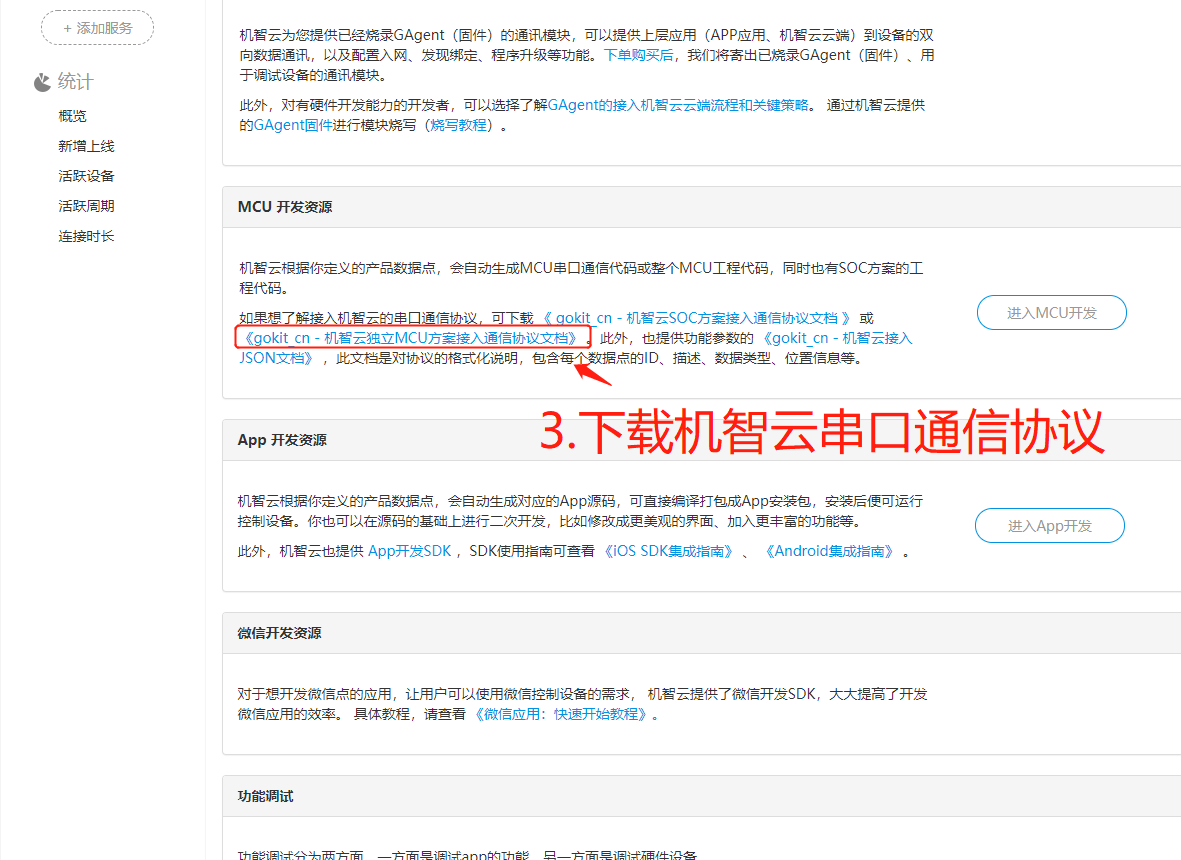 + 添加服务
统计
概览
新增上线
活跃设备
活跃周期
连接时长
机智云为您提供已经烧录GAgent（固件）的通讯模块，可以提供上层应用（APP应用、机智云云端）到设备的双
向数据通讯，以及配置入网、发现绑定、程序升级等功能。下单购买后，我们将寄出已烧录GAgent（固件）、用
于调试设备的通讯模块。
此外，对有硬件开发能力的开发者，可以选择了解GAgent的接入机智云云端流程和关键策略。 通过机智云提供
的GAgent固件进行模块烧写（烧写教程）。
MCU 开发资源
机智云根据你定义的产品数据点，会自动生成MCU串口通信代码或整个MCU工程代码，同时也有SOC方案的工
程代码。
如果想了解接入机智云的串口通信协议，可下载 《 gokit_cn - 机智云SOC方案接入通信协议文档 》 或
《gokit_cn - 机智云独立MCU方案接入通信协议文档》 。此外，也提供功能参数的 《gokit_cn - 机智云接入
JSON文档》 ，此文档是对协议的格式化说明，包含每个数据点的ID、描述、数据类型、位置信息等。
进入MCU开发
3.下载机智云串口通信协议
App 开发资源
机智云根据你定义的产品数据点，会自动生成对应的App源码，可直接编译打包成App安装包，安装后便可运行
控制设备。你也可以在源码的基础上进行二次开发，比如修改成更美观的界面、加入更丰富的功能等。
此外，机智云也提供 App开发SDK ，SDK使用指南可查看 《iOS SDK集成指南》 、 《Android集成指南》 。
进入App开发
微信开发资源
对于想开发微信点的应用，让用户可以使用微信控制设备的需求， 机智云提供了微信开发SDK，大大提高了开发
微信应用的效率。 具体教程，请查看 《微信应用：快速开始教程》。
功能调试
功能调试分为两方面，一方面是调试app的功能，另一方面是调试硬件设备